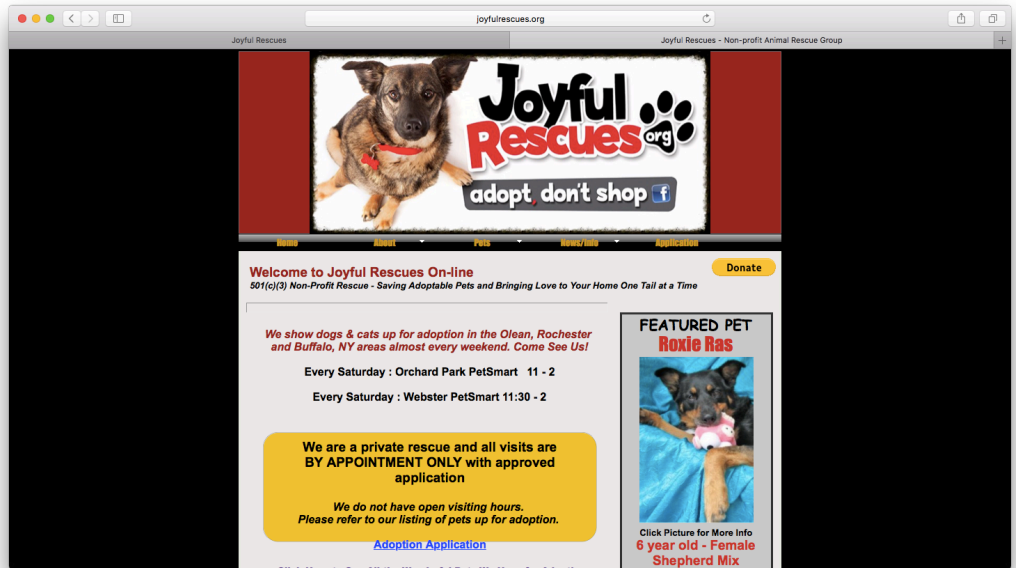 joyfulrescues.org
Joyful Rescues
Joyful Rescues - Non-profit Animal Rescue Group
Joyful
Rescues org
adopt, don't shop f
Home About Pets News/Info Application
Welcome to Joyful Rescues On-line
Donate
501(c)(3) Non-Profit Rescue - Saving Adoptable Pets and Bringing Love to Your Home One Tail at a Time
We show dogs & cats up for adoption in the Olean, Rochester
and Buffalo, NY areas almost every weekend. Come See Us!
Every Saturday : Orchard Park PetSmart 11 - 2
Every Saturday : Webster PetSmart 11:30 - 2
We are a private rescue and all visits are
BY APPOINTMENT ONLY with approved
application
We do not have open visiting hours.
Please refer to our listing of pets up for adoption.
Adoption Application
FEATURED PET
Roxie Ras
Click Picture for More Info
6 year old - Female
Shepherd Mix